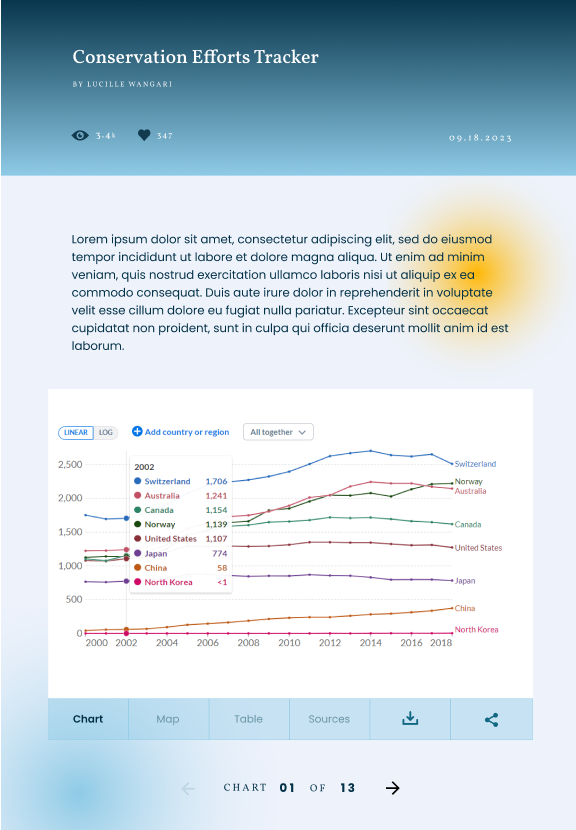 Conservation Efforts Tracker
BY LUCILLE WANGARI
3.4k
347
09.18.2023
Lorem ipsum dolor sit amet, consectetur adipiscing elit, sed do eiusmod
tempor incididunt ut labore et dolore magna aliqua. Ut enim ad minim
veniam, quis nostrud exercitation ullamco laboris nisi ut aliquip ex ea
commodo consequat. Duis aute irure dolor in reprehenderit in voluptate
velit esse cillum dolore eu fugiat nulla pariatur. Excepteur sint occaecat
cupidatat non proident, sunt in culpa qui officia deserunt mollit anim id est
laborum.
LINEAR LOG
Add country or region
All together
2,500
2,000
1,500
1,000
500
0
2002
Switzerland 1,706
Australia 1,241
Canada 1,154
Norway 1,139
United States 1,107
Japan 774
China 58
North Korea <1
Switzerland
Norway
Australia
Canada
United States
Japan
China
North Korea
2000 2002 2004 2006 2008 2010 2012 2014 2016 2018
Chart Map Table Sources
CHART 01 OF 13